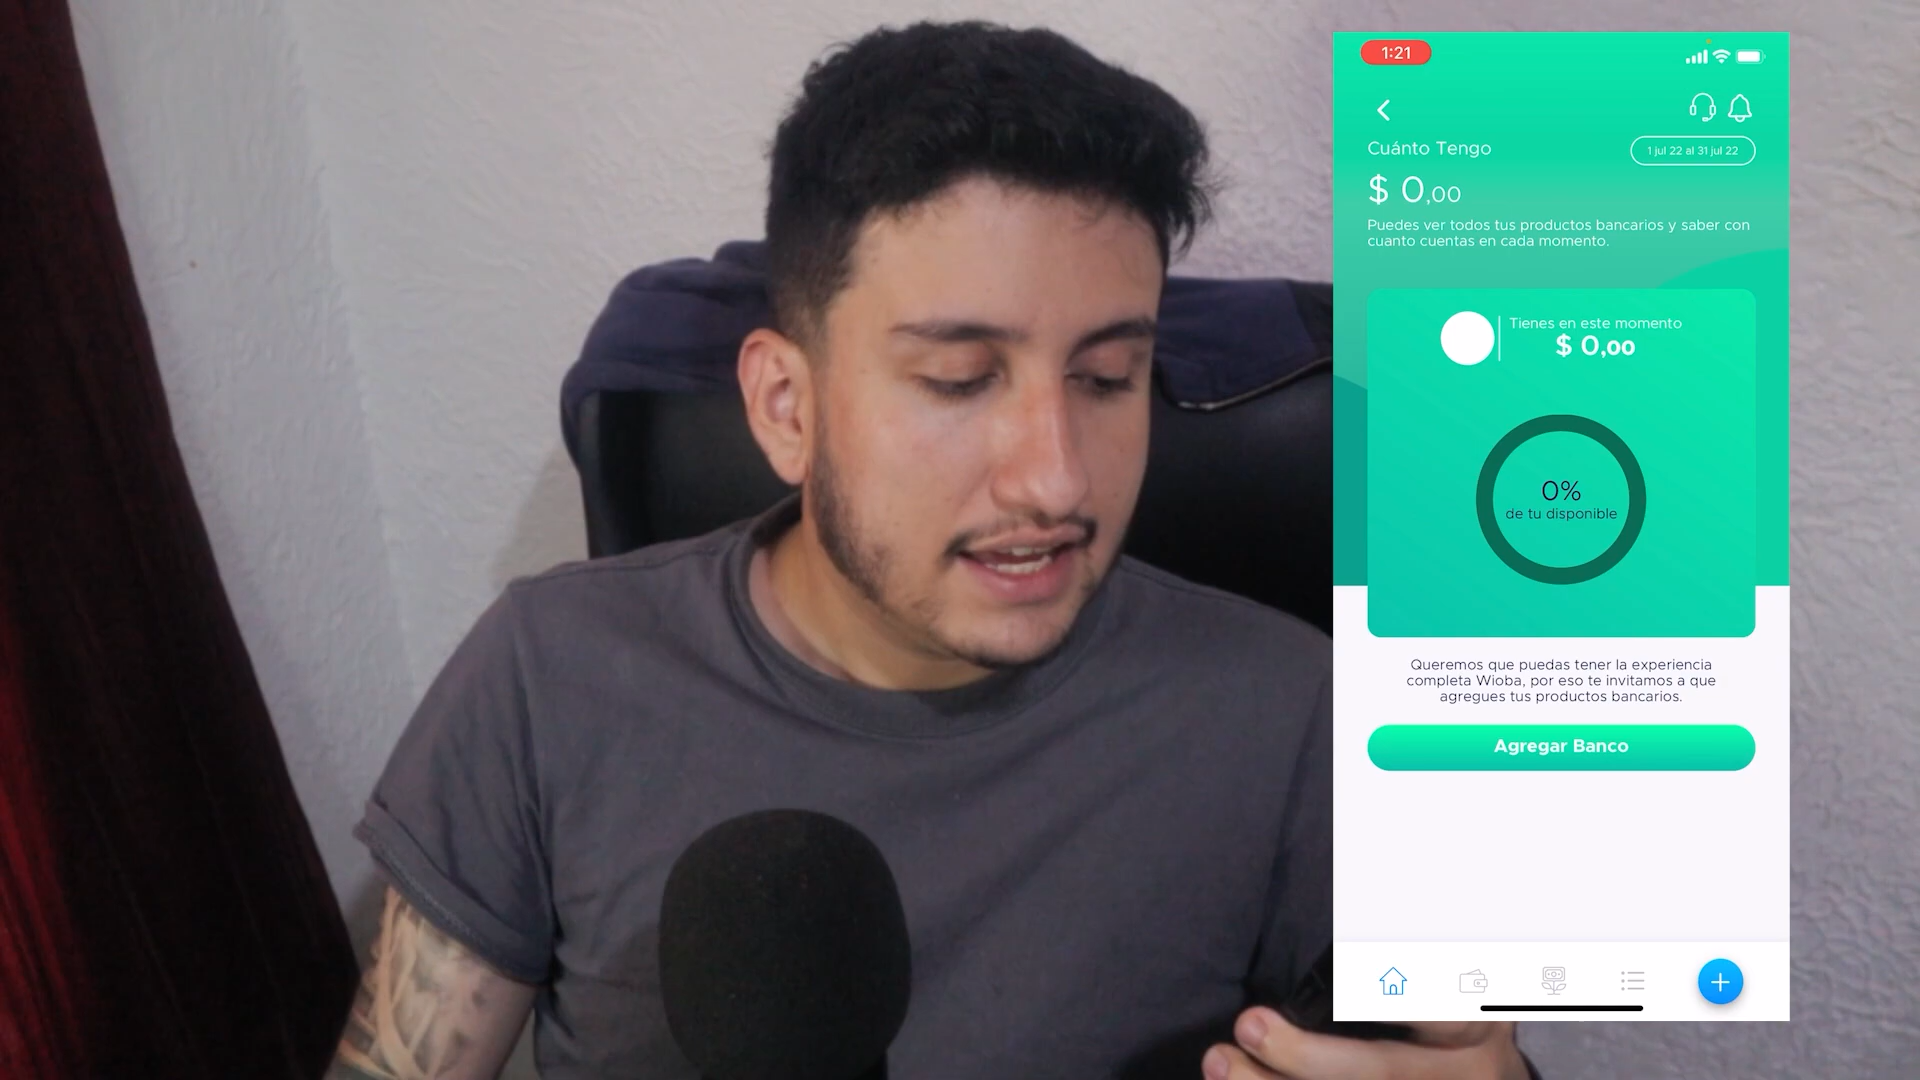 1:21
Cuánto Tengo
1 jul 22 al 31 jul 22
$ 0,00
Puedes ver todos tus productos bancarios y saber con
cuanto cuentas en cada momento.
Tienes en este momento
$ 0,00
0%
de tu disponible
Queremos que puedas tener la experiencia
completa Wioba, por eso te invitamos a que
agregues tus productos bancarios.
Agregar Banco